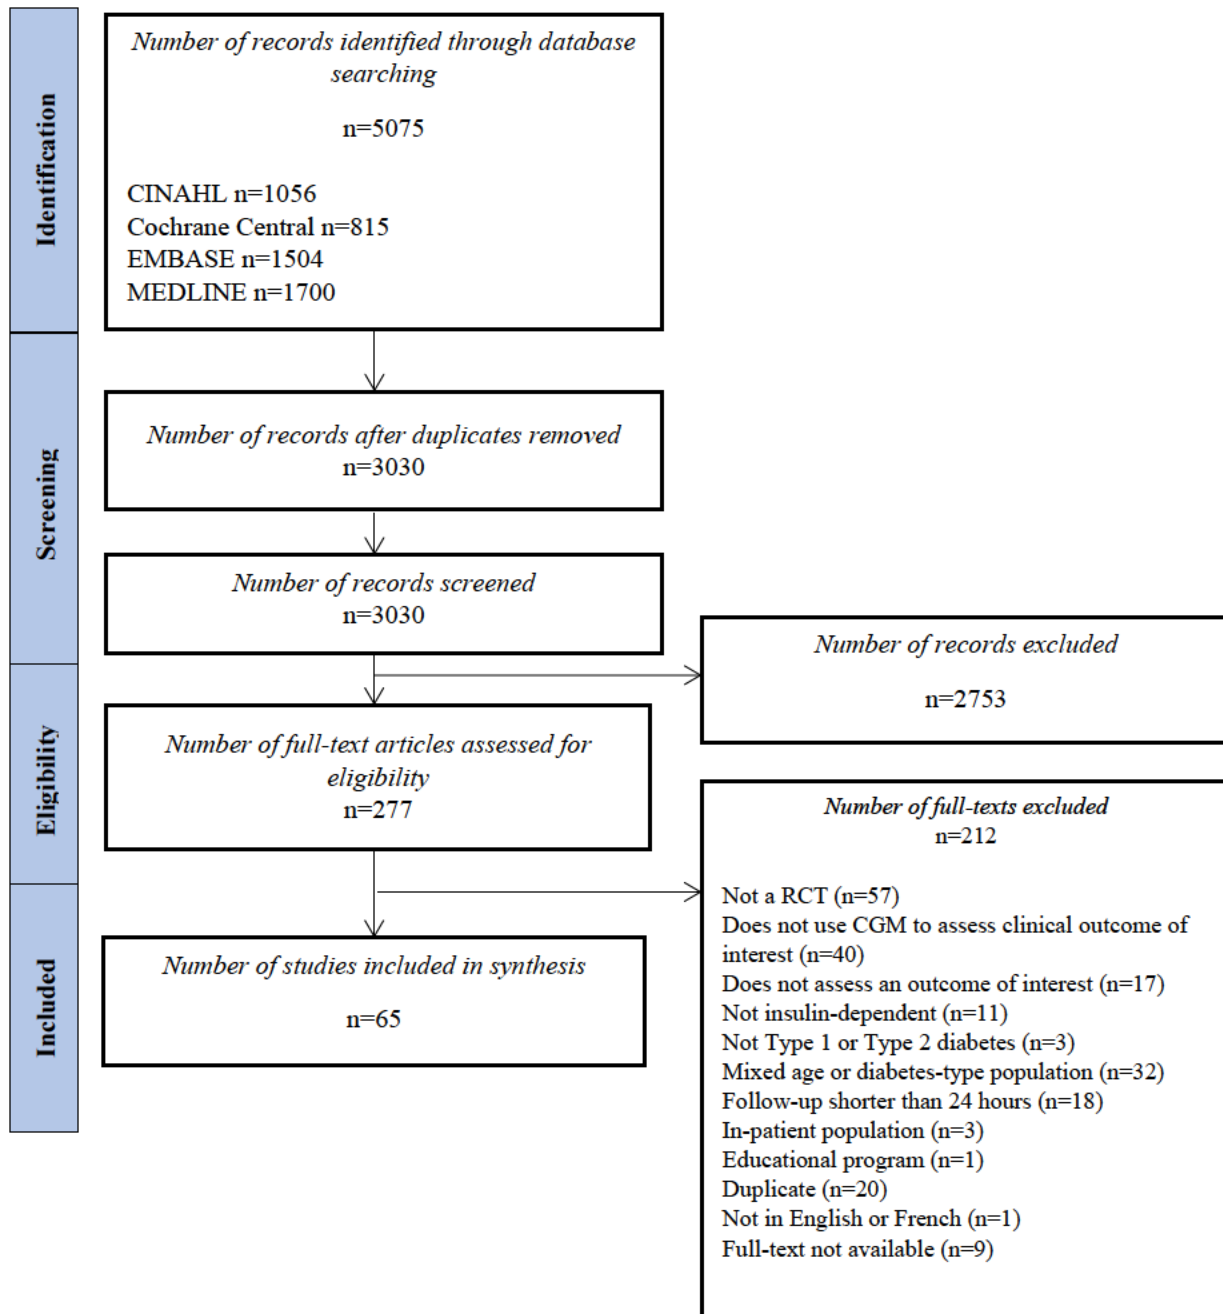 Identification
Number of records identified through database
searching
n=5075
CINAHL n=1056
Cochrane Central n=815
EMBASE n=1504
MEDLINE n=1700
Screening
Number of records after duplicates removed
n=3030
Number of records screened
n=3030
Number of records excluded
n=2753
Eligibility
Number of full-text articles assessed for
eligibility
n=277
Number of full-texts excluded
n=212
Not a RCT (n=57)
Does not use CGM to assess clinical outcome of
interest (n=40)
Does not assess an outcome of interest (n=17)
Not insulin-dependent (n=11)
Not Type 1 or Type 2 diabetes (n=3)
Mixed age or diabetes-type population (n=32)
Follow-up shorter than 24 hours (n=18)
In-patient population (n=3)
Educational program (n=1)
Duplicate (n=20)
Not in English or French (n=1)
Full-text not available (n=9)
Included
Number of studies included in synthesis
n=65